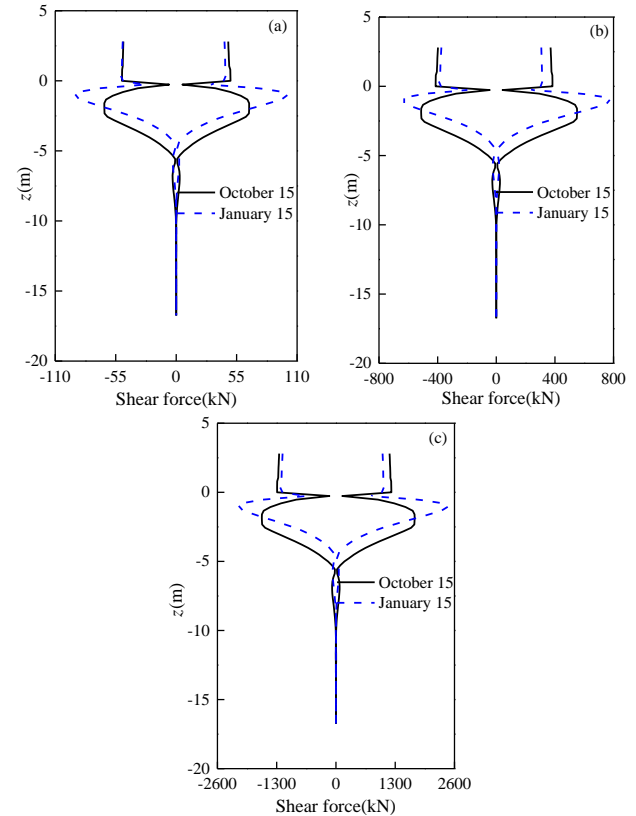 (a)
5
0
-5
-10
-15
-20
z(m)
October 15
January 15
-110 -55 0 55 110
Shear force(kN)
(b)
5
0
-5
-10
-15
-20
z(m)
October 15
January 15
-800 -400 0 400 800
Shear force(kN)
(c)
5
0
-5
-10
-15
-20
z(m)
October 15
January 15
-2600 -1300 0 1300 2600
Shear force(kN)